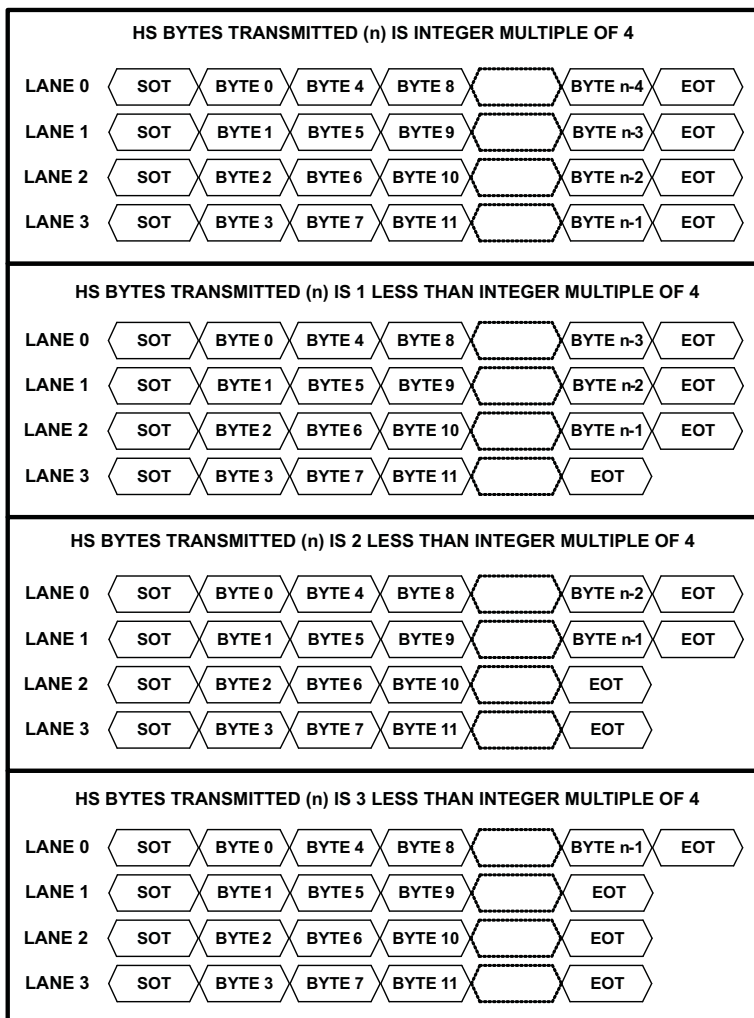 HS BYTES TRANSMITTED (n) IS INTEGER MULTIPLE OF 4
LANE 0 SOT BYTE 0 BYTE 4 BYTE 8 BYTE n-4 EOT
LANE 1 SOT BYTE 1 BYTE 5 BYTE 9 BYTE n-3 EOT
LANE 2 SOT BYTE 2 BYTE 6 BYTE 10 BYTE n-2 EOT
LANE 3 SOT BYTE 3 BYTE 7 BYTE 11 BYTE n-1 EOT
HS BYTES TRANSMITTED (n) IS 1 LESS THAN INTEGER MULTIPLE OF 4
LANE 0 SOT BYTE 0 BYTE 4 BYTE 8 BYTE n-3 EOT
LANE 1 SOT BYTE 1 BYTE 5 BYTE 9 BYTE n-2 EOT
LANE 2 SOT BYTE 2 BYTE 6 BYTE 10 BYTE n-1 EOT
LANE 3 SOT BYTE 3 BYTE 7 BYTE 11 EOT
HS BYTES TRANSMITTED (n) IS 2 LESS THAN INTEGER MULTIPLE OF 4
LANE 0 SOT BYTE 0 BYTE 4 BYTE 8 BYTE n-2 EOT
LANE 1 SOT BYTE 1 BYTE 5 BYTE 9 BYTE n-1 EOT
LANE 2 SOT BYTE 2 BYTE 6 BYTE 10 EOT
LANE 3 SOT BYTE 3 BYTE 7 BYTE 11 EOT
HS BYTES TRANSMITTED (n) IS 3 LESS THAN INTEGER MULTIPLE OF 4
LANE 0 SOT BYTE 0 BYTE 4 BYTE 8 BYTE n-1 EOT
LANE 1 SOT BYTE 1 BYTE 5 BYTE 9 EOT
LANE 2 SOT BYTE 2 BYTE 6 BYTE 10 EOT
LANE 3 SOT BYTE 3 BYTE 7 BYTE 11 EOT